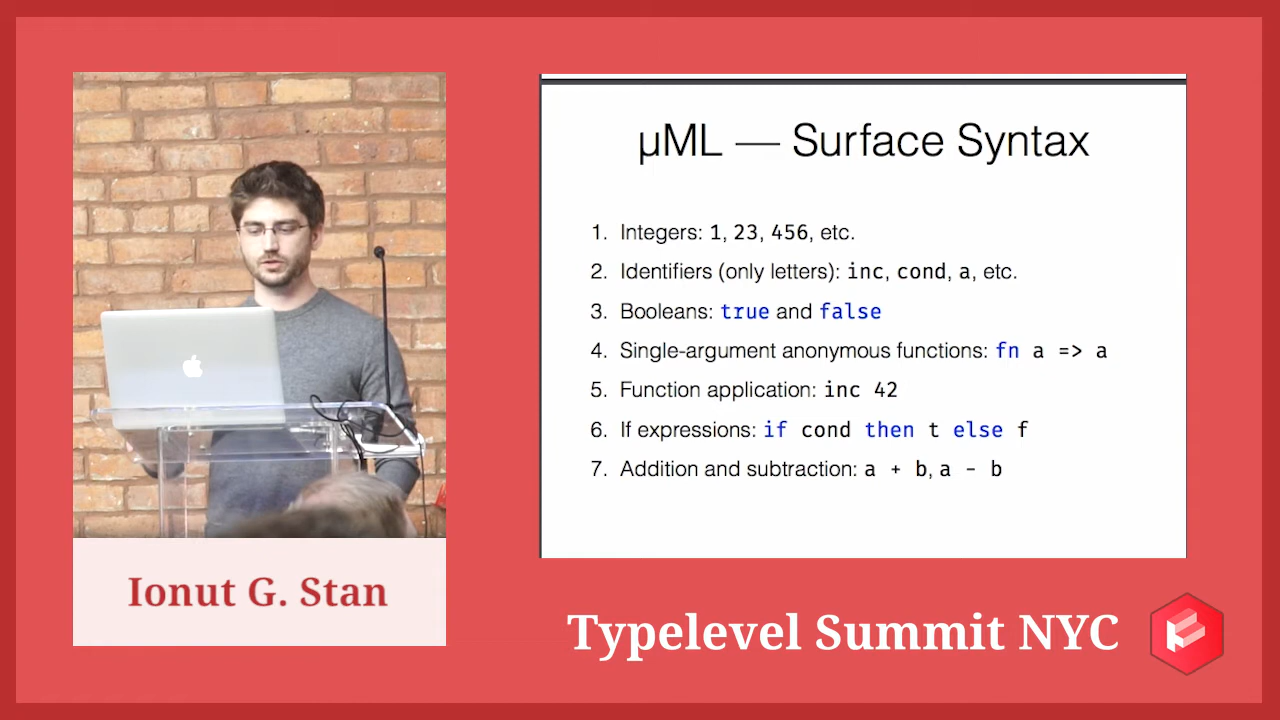 µML — Surface Syntax
1. Integers: 1, 23, 456, etc.
2. Identifiers (only letters): inc, cond, a, etc.
3. Booleans: true and false
4. Single-argument anonymous functions: fn a => a
5. Function application: inc 42
6. If expressions: if cond then t else f
7. Addition and subtraction: a + b, a - b
Ionut G. Stan
Typelevel Summit NYC